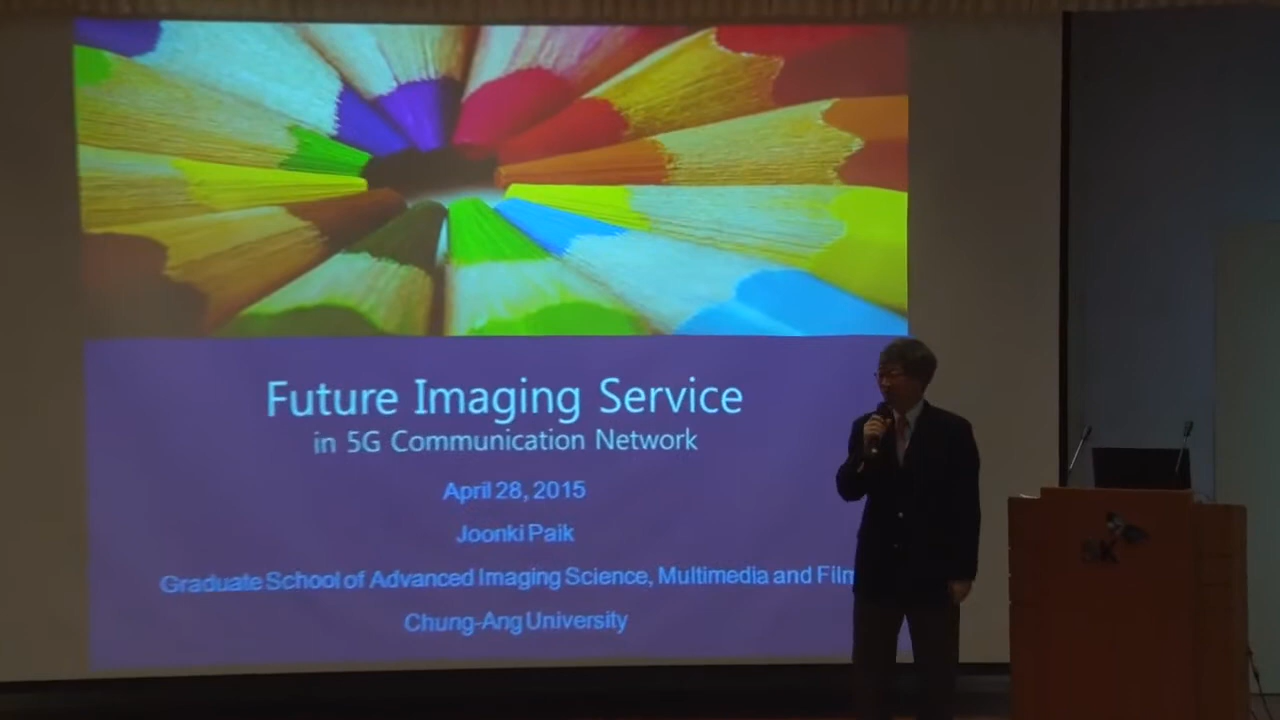 Future Imaging Service
in 5G Communication Network
April 28, 2015
Joonki Paik
Graduate School of Advanced Imaging Science, Multimedia and Film
Chung-Ang University
SK